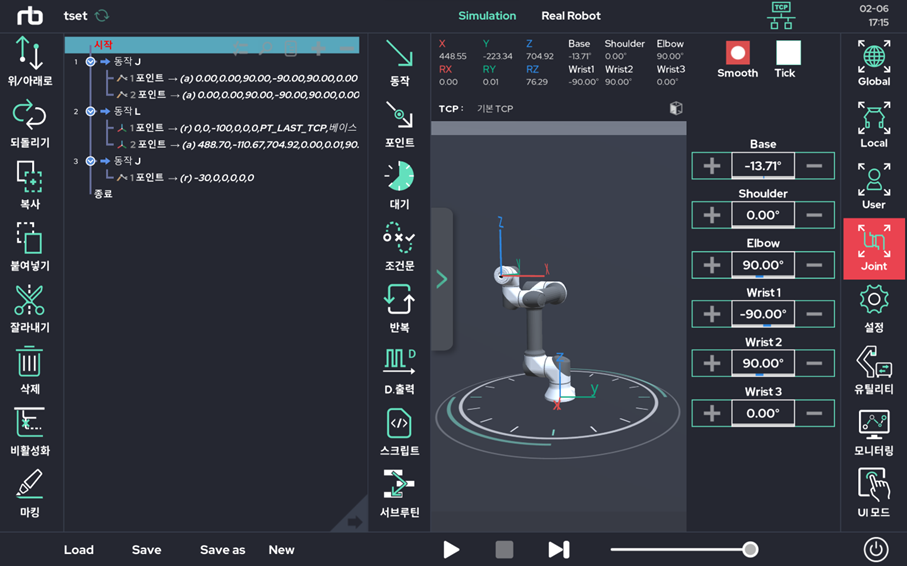 rb tset
Simulation Real Robot
TCP
02-06
17:15
위/아래로
되돌리기
복사
붙여넣기
잘라내기
삭제
비활성화
마킹
시작
1 동작 J
1 포인트 → (a) 0.00,0.00,90.00,-90.00,90.00,0.00
2 포인트 → (a) 0.00,0.00,90.00,-90.00,90.00,0.00
2 동작 L
1 포인트 → (r) 0,0,-100,0,0,0,PT_LAST_TCP,베이스
2 포인트 → (a) 488.70,-110.67,704.92,0.00,0.01,90.
3 동작 J
1 포인트 → (r) -30,0,0,0,0,0
종료
동작
포인트
대기
조건문
반복
D
D.출력
스크립트
서브루틴
X Y Z Base Shoulder Elbow
448.55 -223.34 704.92 -13.71° 0.00° 90.00°
RX RY RZ Wrist1 Wrist2 Wrist3
0.00 0.01 76.29 -90.00° 90.00° 0.00°
TCP : 기본 TCP
Smooth Tick
Z
Y X
Z
Y
X
Base
-13.71°
Shoulder
0.00°
Elbow
90.00°
Wrist 1
-90.00°
Wrist 2
90.00°
Wrist 3
0.00°
Global
Local
User
Joint
설정
유틸리티
모니터링
UI 모드
Load Save Save as New